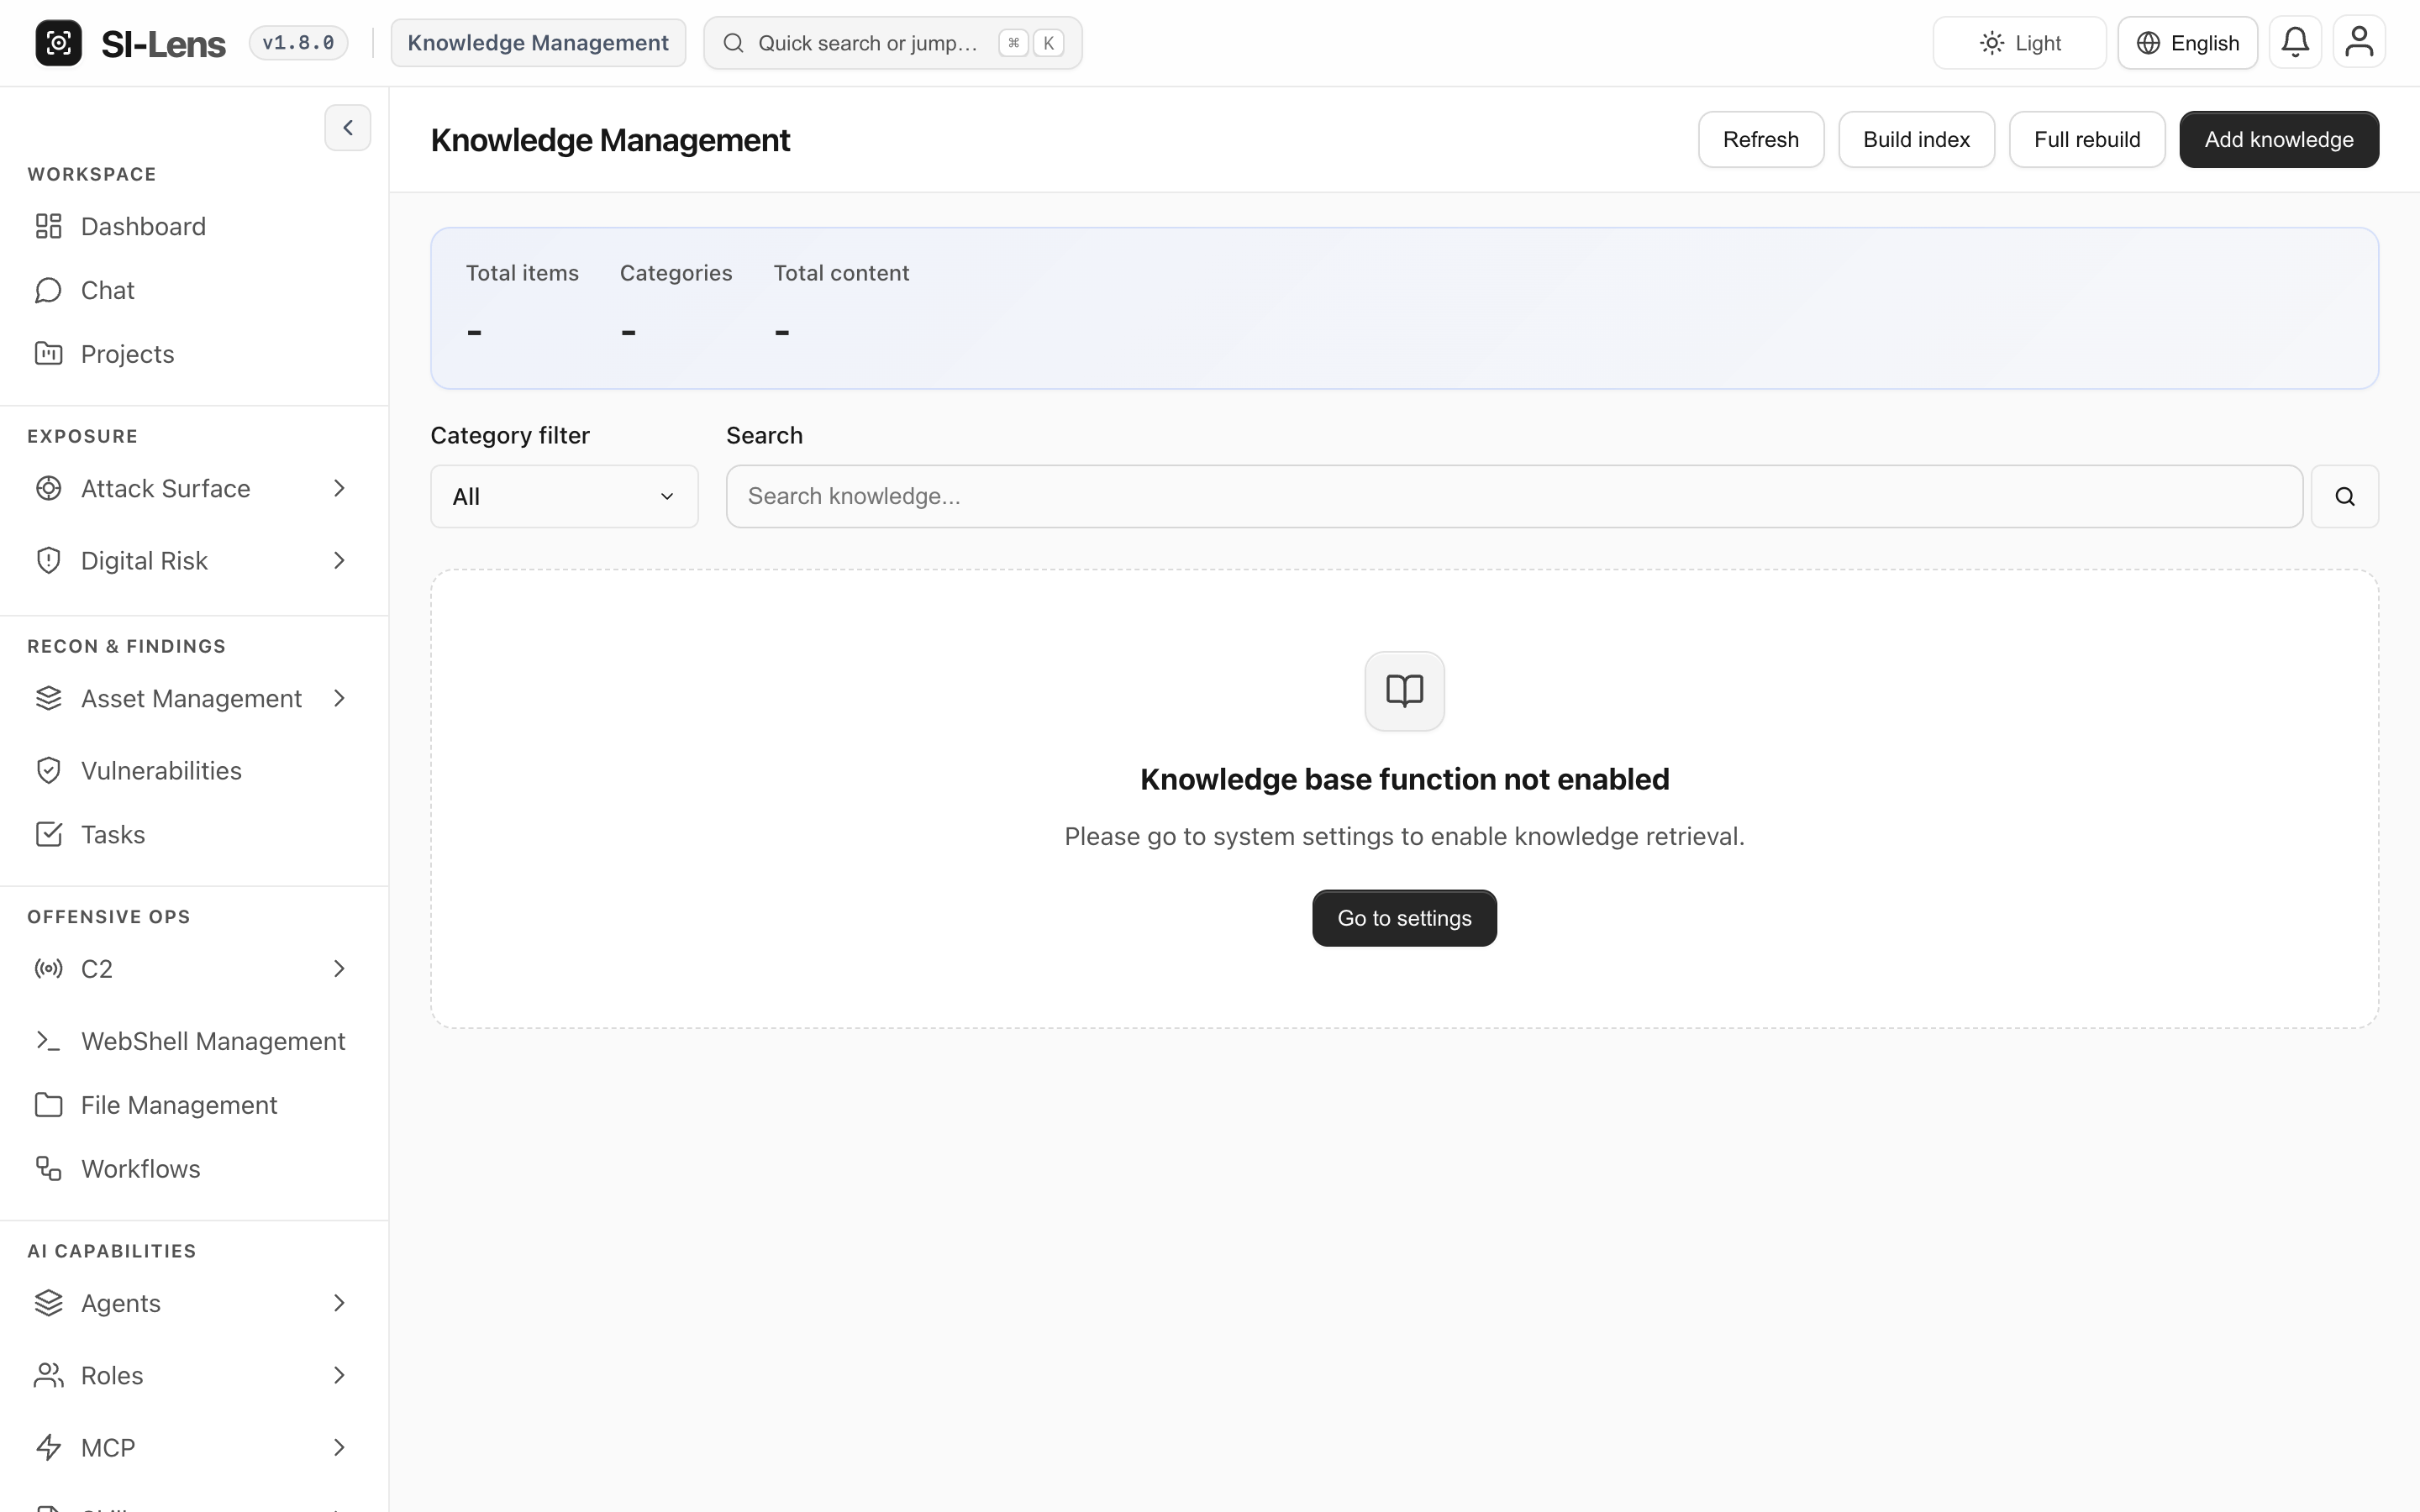 SI-Lens
v1.8.0
Knowledge Management
Quick search or jump...
⌘ K
Light
English
WORKSPACE
Dashboard
Chat
Projects
EXPOSURE
Attack Surface
Digital Risk
RECON & FINDINGS
Asset Management
Vulnerabilities
Tasks
OFFENSIVE OPS
C2
WebShell Management
File Management
Workflows
AI CAPABILITIES
Agents
Roles
MCP
Knowledge Management
Refresh
Build index
Full rebuild
Add knowledge
Total items
Categories
Total content
-
-
-
Category filter
Search
All
Search knowledge...
Knowledge base function not enabled
Please go to system settings to enable knowledge retrieval.
Go to settings